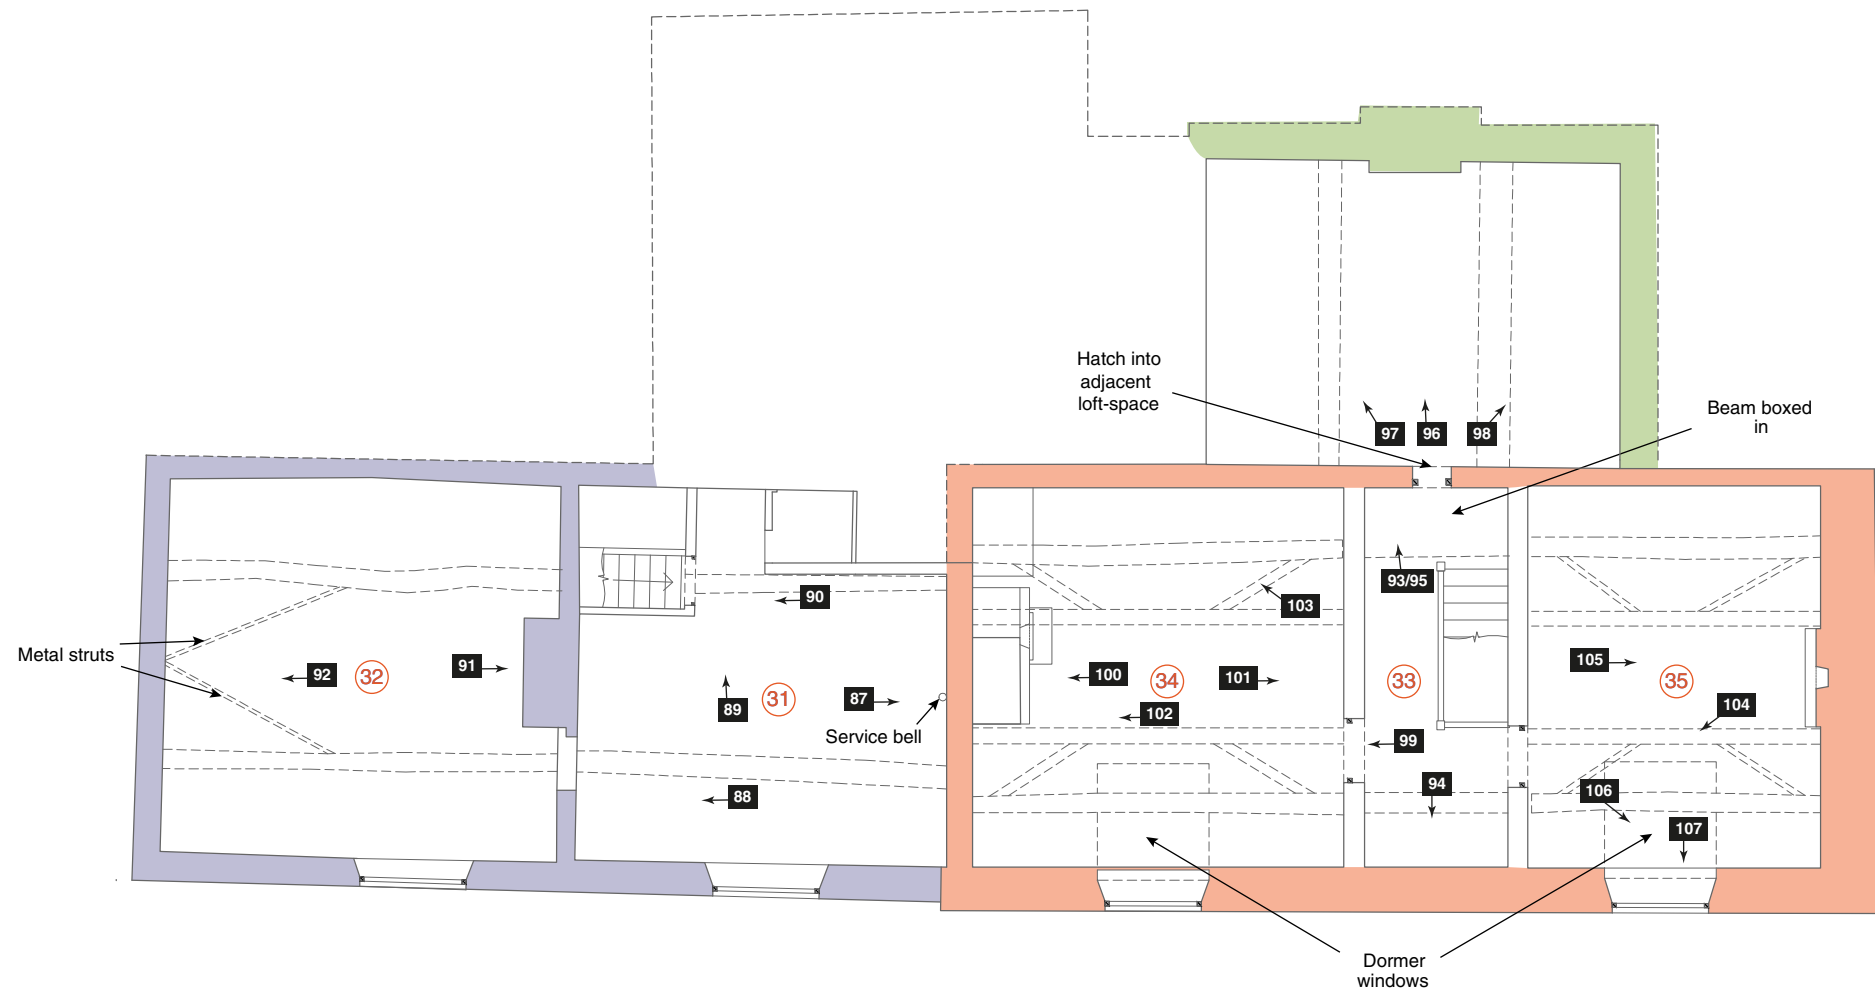 Hatch into
adjacent
loft-space
Beam boxed
in
97
96
98
93/95
90
103
Metal struts
92
32
91
89
31
87
Service bell
88
100
34
101
102
33
99
94
105
35
104
106
107
Dormer
windows